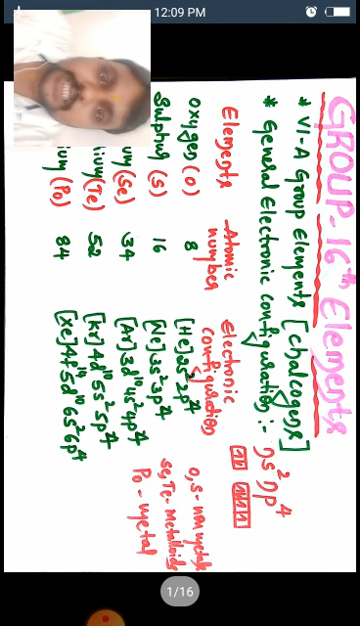 12:09 PM
GROUP-16th Elements
* VI-A Group Elements [chalcogens]
* General Electronic configuration :- ns² np⁴
Elements Atomic number Electronic configuration
Oxygen (O) 8 [He] 2s² 2p⁴
Sulphur (S) 16 [Ne] 3s² 3p⁴
(Se) 34 [Ar] 3d¹⁰ 4s² 4p⁴
(Te) 52 [Kr] 4d¹⁰ 5s² 5p⁴
(Po) 84 [Xe] 4f¹⁴ 5d¹⁰ 6s² 6p⁴
O, S - non metals
Se, Te - Metalloids
Po - metal
1/16